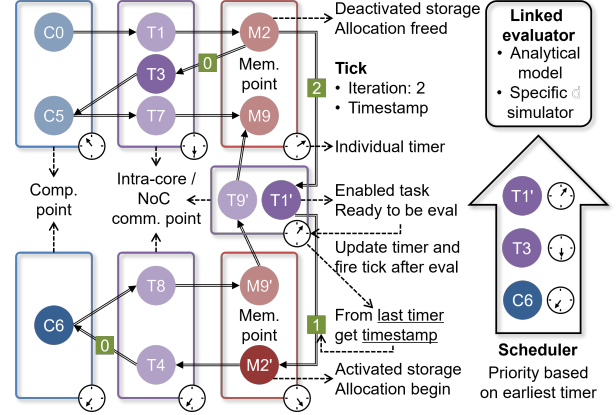 C0
T1
M2
Deactivated storage
Allocation freed
0
T3
Mem.
point
Tick
• Iteration: 2
• Timestamp
2
C5
T7
M9
Individual timer
Comp.
point
Intra-core /
NoC
comm. point
T9'
T1'
Enabled task
Ready to be eval
Update timer and
fire tick after eval
C6
T8
M9'
Mem.
point
From last timer
get timestamp
1
0
T4
M2'
Activated storage
Allocation begin
Linked
evaluator
• Analytical
model
• Specific
simulator
T1'
T3
C6
Scheduler
Priority based
on earliest timer